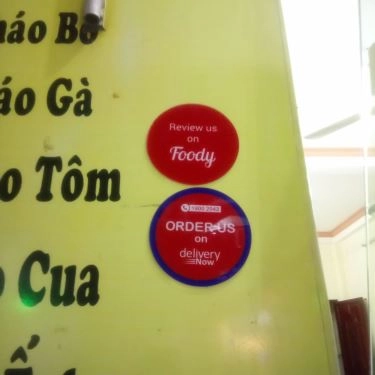 háo Bò
áo Gà
o Tôm
Cua
Review us
on
Foody
1900 2042
ORDER US
on
delivery
Now